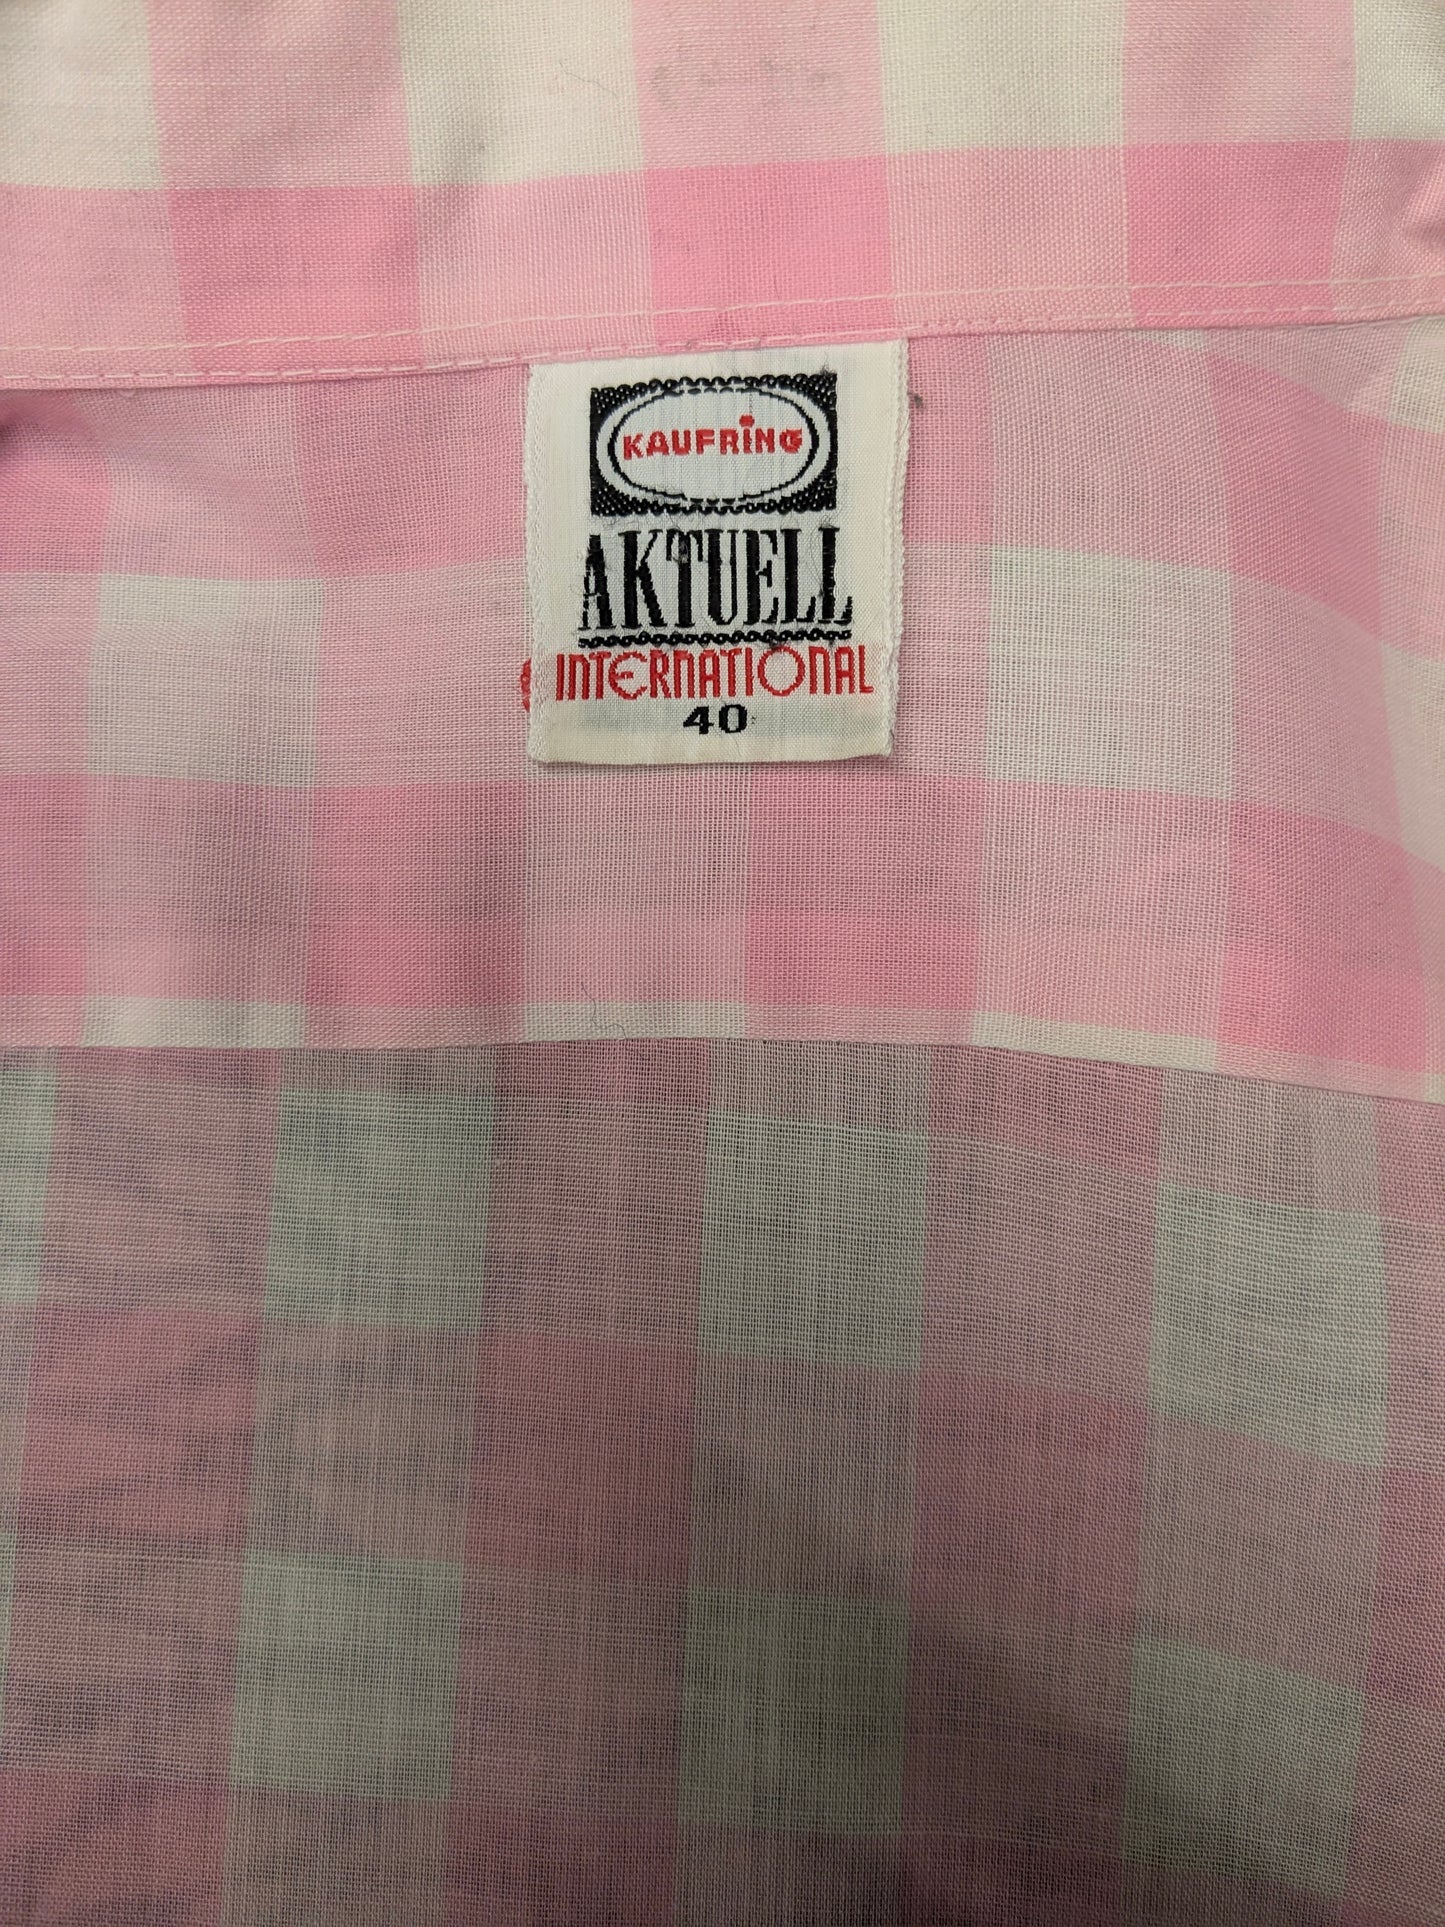 KAUFRING
AKTUELL
INTERNATIONAL
40